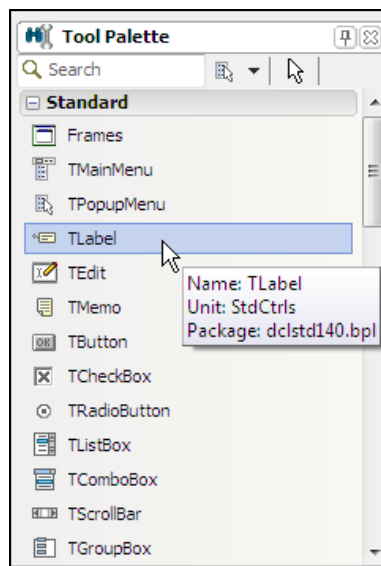 Tool Palette
Search
Standard
Frames
TMainMenu
TPopupMenu
TLabel
TEdit
Name: TLabel
Unit: StdCtrls
Package: dclstd140.bpl
TMemo
TButton
OK
TCheckBox
TRadioButton
TListBox
TComboBox
TScrollBar
TGroupBox